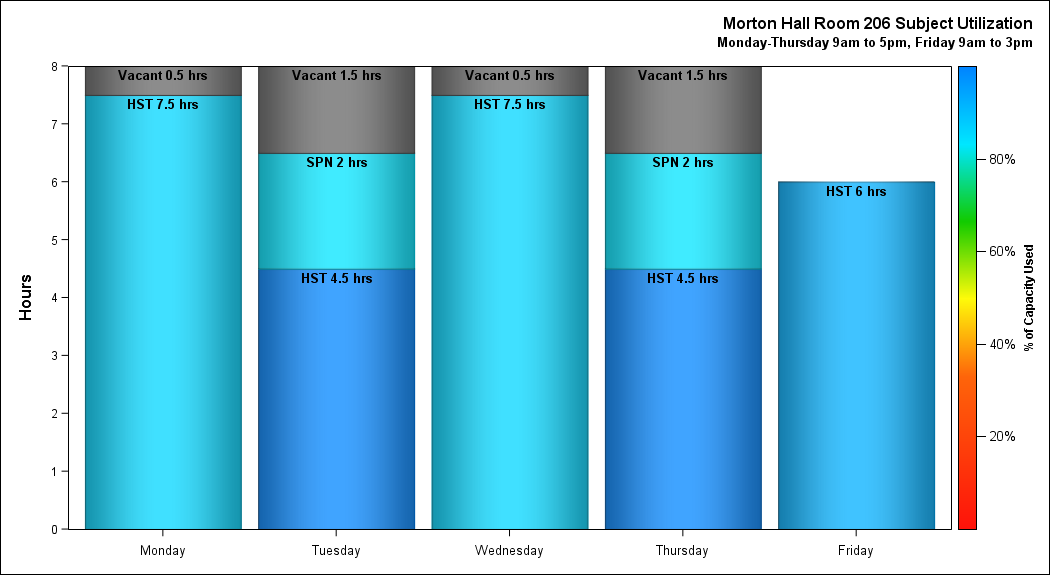 Morton Hall Room 206 Subject Utilization
Monday-Thursday 9am to 5pm, Friday 9am to 3pm
Hours
8
7
6
5
4
3
2
1
0
Vacant 0.5 hrs
HST 7.5 hrs
Vacant 1.5 hrs
SPN 2 hrs
HST 4.5 hrs
Vacant 0.5 hrs
HST 7.5 hrs
Vacant 1.5 hrs
SPN 2 hrs
HST 4.5 hrs
HST 6 hrs
Monday
Tuesday
Wednesday
Thursday
Friday
80%
60%
40%
20%
% of Capacity Used